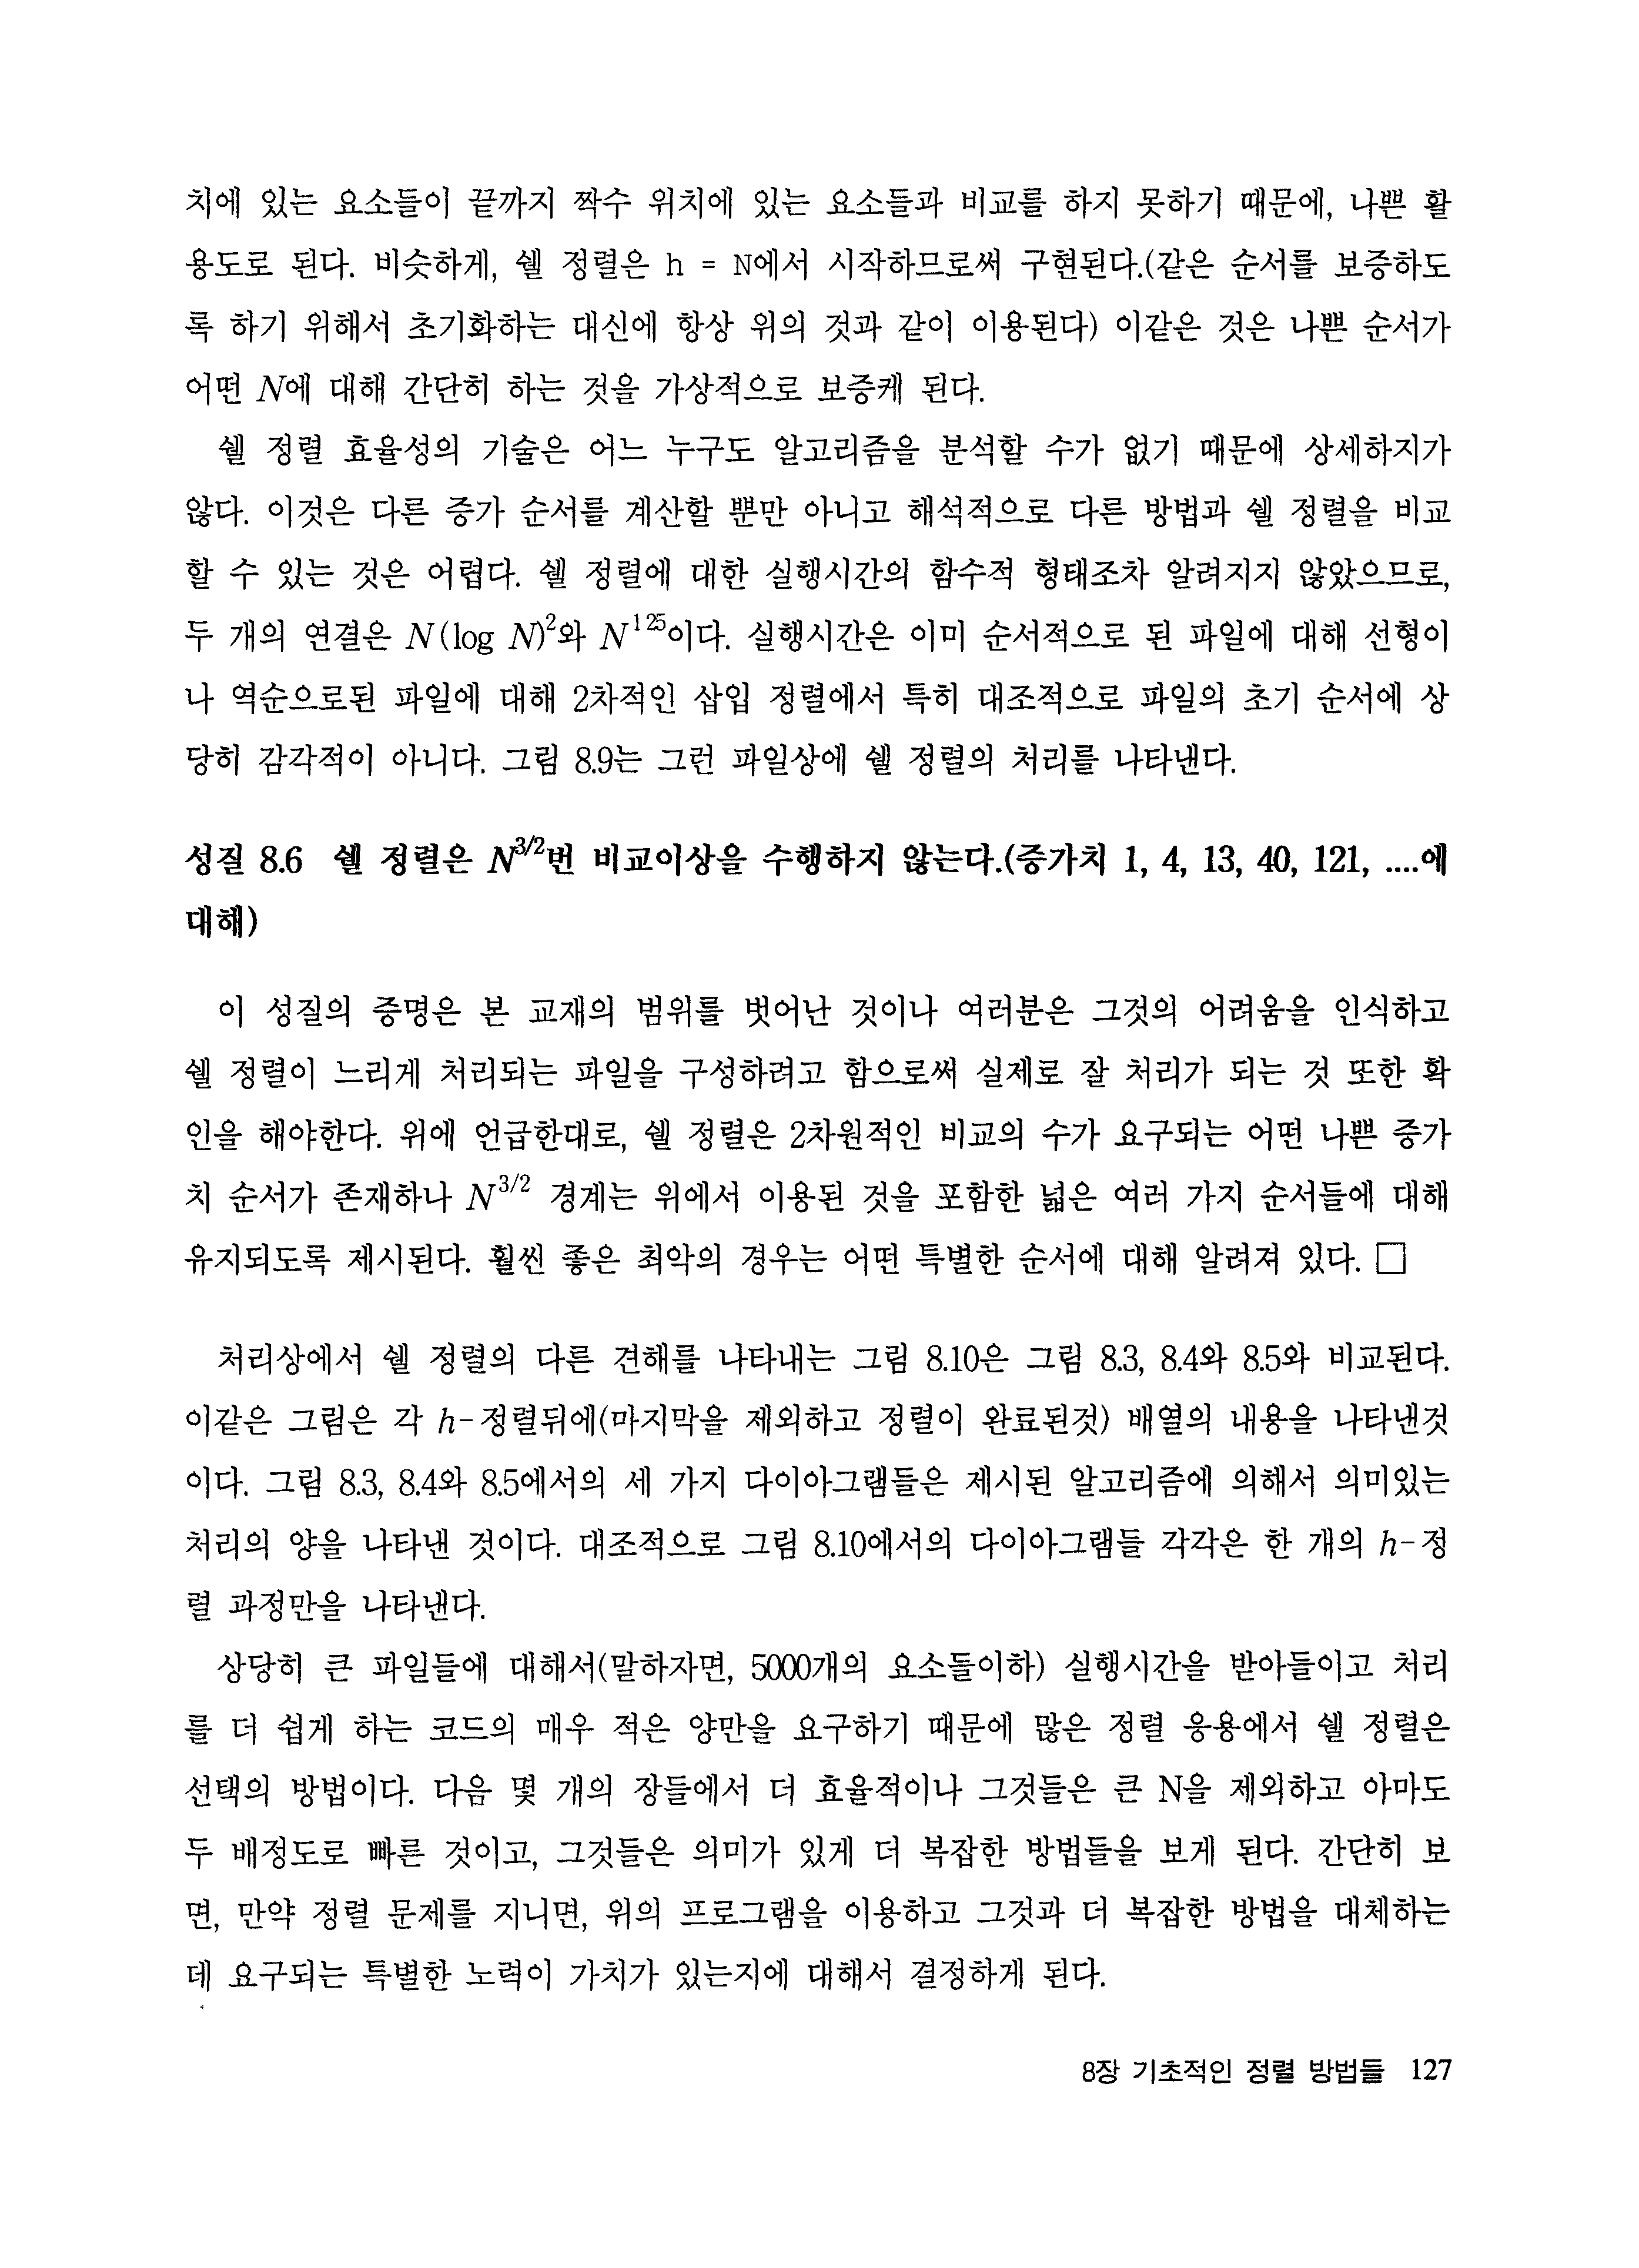 치에 있는 요소들이 끝까지 짝수 위치에 있는 요소들과 비교를 하지 못하기 때문에, 나쁜 활
용도로 된다. 비슷하게, 쉘 정렬은 h = N에서 시작하므로써 구현된다.(같은 순서를 보증하도
록 하기 위해서 초기화하는 대신에 항상 위의 것과 같이 이용된다) 이같은 것은 나쁜 순서가
어떤 N에 대해 간단히 하는 것을 가상적으로 보증케 된다.
쉘 정렬 효율성의 기술은 어느 누구도 알고리즘을 분석할 수가 없기 때문에 상세하지가
않다. 이것은 다른 증가 순서를 계산할 뿐만 아니고 해석적으로 다른 방법과 쉘 정렬을 비교
할 수 있는 것은 어렵다. 쉘 정렬에 대한 실행시간의 함수적 형태조차 알려지지 않았으므로,
두 개의 연결은 N(log N)²와 N¹²⁵이다. 실행시간은 이미 순서적으로 된 파일에 대해 선형이
나 역순으로된 파일에 대해 2차적인 삽입 정렬에서 특히 대조적으로 파일의 초기 순서에 상
당히 감각적이 아니다. 그림 8.9는 그런 파일상에 쉘 정렬의 처리를 나타낸다.
성질 8.6 쉘 정렬은 N^3/2번 비교이상을 수행하지 않는다.(증가치 1, 4, 13, 40, 121, ....에
대해)
이 성질의 증명은 본 교재의 범위를 벗어난 것이나 여러분은 그것의 어려움을 인식하고
쉘 정렬이 느리게 처리되는 파일을 구성하려고 함으로써 실제로 잘 처리가 되는 것 또한 확
인을 해야한다. 위에 언급한대로, 쉘 정렬은 2차원적인 비교의 수가 요구되는 어떤 나쁜 증가
치 순서가 존재하나 N^3/2 경계는 위에서 이용된 것을 포함한 넓은 여러 가지 순서들에 대해
유지되도록 제시된다. 훨씬 좋은 최악의 경우는 어떤 특별한 순서에 대해 알려져 있다. □
처리상에서 쉘 정렬의 다른 견해를 나타내는 그림 8.10은 그림 8.3, 8.4와 8.5와 비교된다.
이같은 그림은 각 h-정렬뒤에(마지막을 제외하고 정렬이 완료된것) 배열의 내용을 나타낸것
이다. 그림 8.3, 8.4와 8.5에서의 세 가지 다이아그램들은 제시된 알고리즘에 의해서 의미있는
처리의 양을 나타낸 것이다. 대조적으로 그림 8.10에서의 다이아그램들 각각은 한 개의 h-정
렬 과정만을 나타낸다.
상당히 큰 파일들에 대해서(말하자면, 5000개의 요소들이하) 실행시간을 받아들이고 처리
를 더 쉽게 하는 코드의 매우 적은 양만을 요구하기 때문에 많은 정렬 응용에서 쉘 정렬은
선택의 방법이다. 다음 몇 개의 장들에서 더 효율적이나 그것들은 큰 N을 제외하고 아마도
두 배정도로 빠른 것이고, 그것들은 의미가 있게 더 복잡한 방법들을 보게 된다. 간단히 보
면, 만약 정렬 문제를 지니면, 위의 프로그램을 이용하고 그것과 더 복잡한 방법을 대체하는
데 요구되는 특별한 노력이 가치가 있는지에 대해서 결정하게 된다.
8장 기초적인 정렬 방법들 127